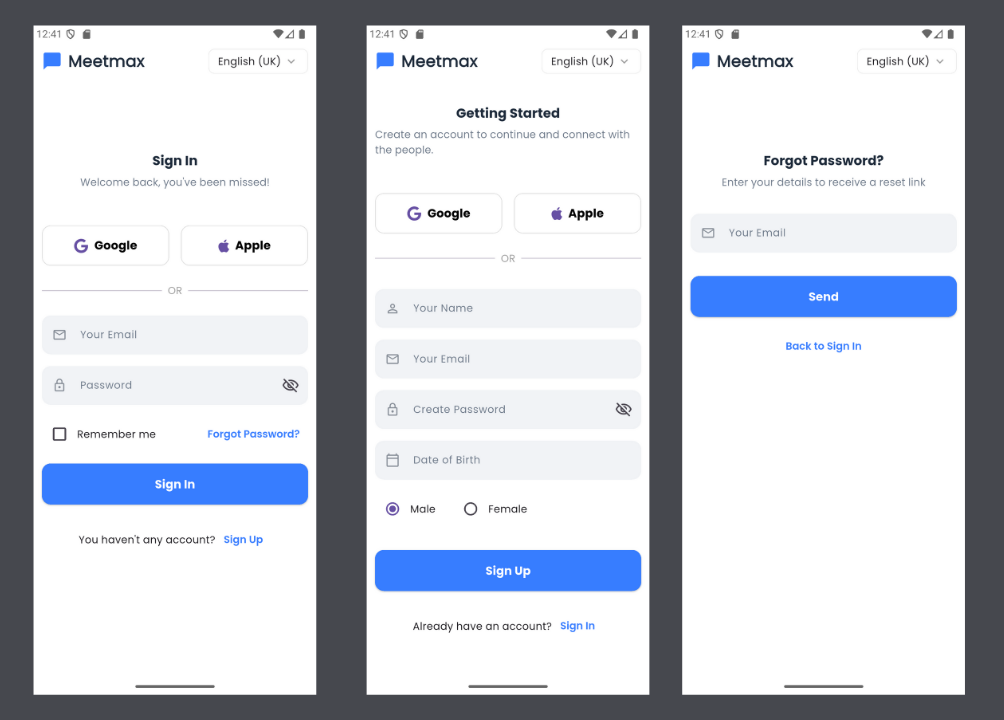 12:41
Meetmax
English (UK)
Sign In
Welcome back, you've been missed!
Google
Apple
OR
Your Email
Password
Remember me
Forgot Password?
Sign In
You haven't any account? Sign Up
12:41
Meetmax
English (UK)
Getting Started
Create an account to continue and connect with
the people.
Google
Apple
OR
Your Name
Your Email
Create Password
Date of Birth
Male
Female
Sign Up
Already have an account? Sign In
12:41
Meetmax
English (UK)
Forgot Password?
Enter your details to receive a reset link
Your Email
Send
Back to Sign In